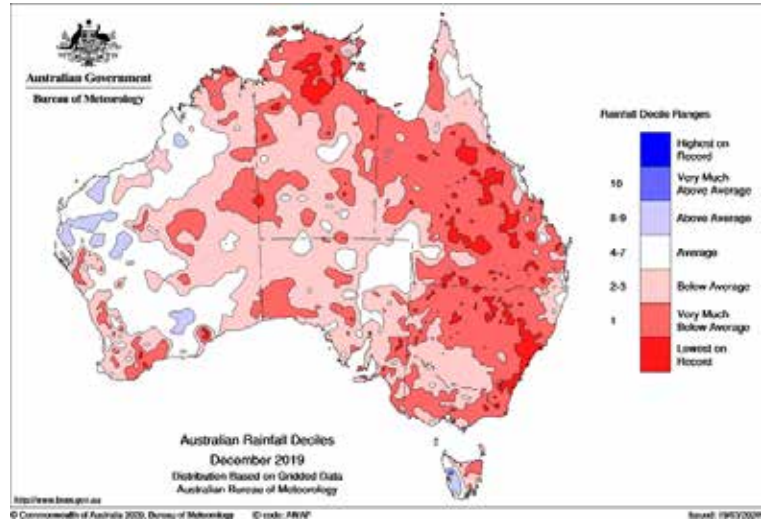 Australian Government
Bureau of Meteorology
Rainfall Decile Ranges
Highest on
Record
10
Very Much
Above Average
8-9
Above Average
4-7
Average
2-3
Below Average
1
Very Much
Below Average
Lowest on
Record
Australian Rainfall Deciles
December 2019
Distribution Based on Gridded Data
Australian Bureau of Meteorology
http://www.bom.gov.au
© Commonwealth of Australia 2020, Bureau of Meteorology
ID code: AWAP
Issued: